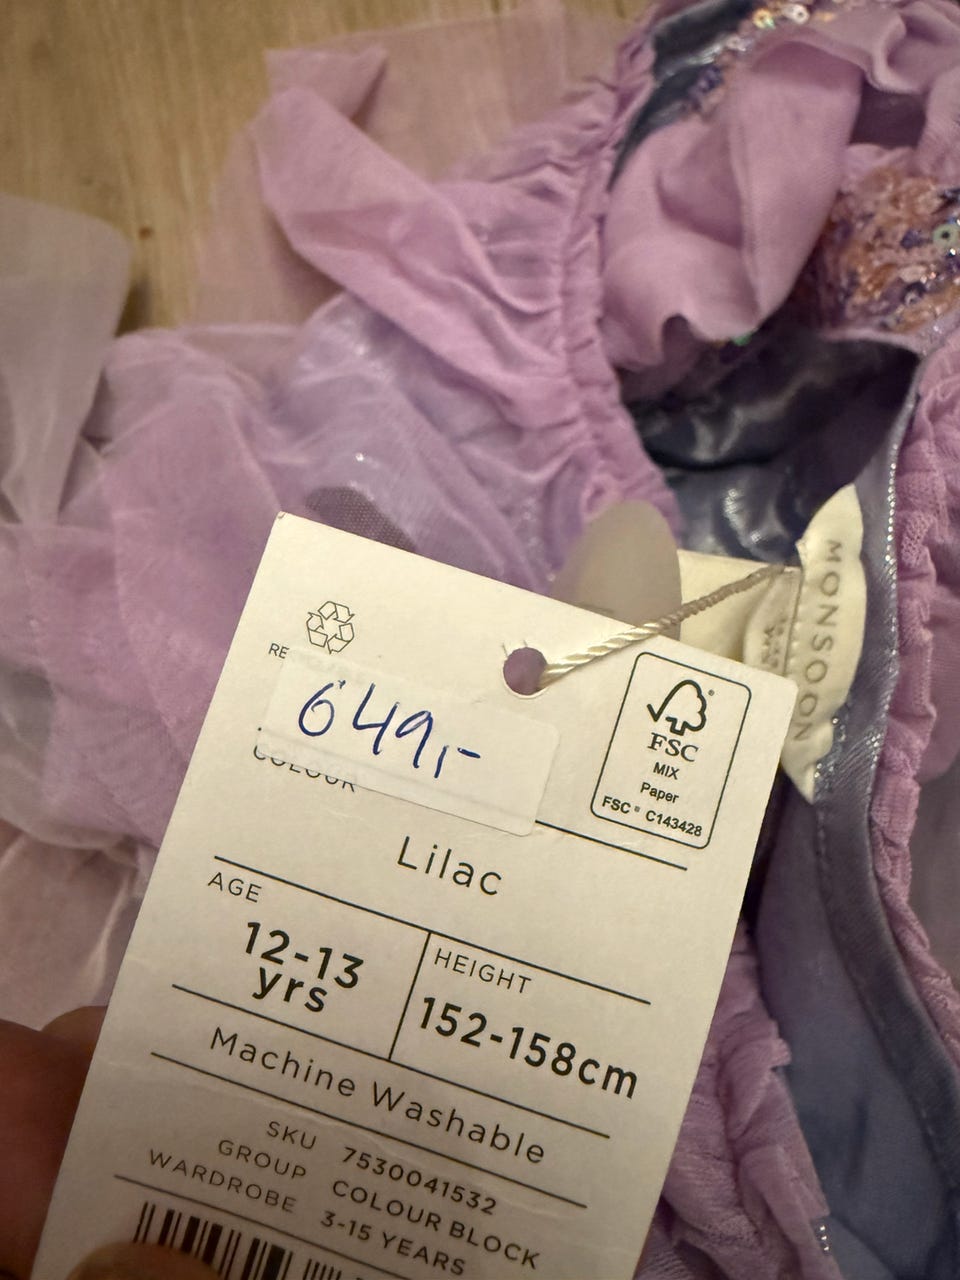 RE
649,-
COLOUR
Lilac
FSC
MIX
Paper
FSC® C143428
AGE
12-13
yrs
HEIGHT
152-158cm
Machine Washable
SKU 7530041532
GROUP COLOUR BLOCK
WARDROBE 3-15 YEARS
MONSOON